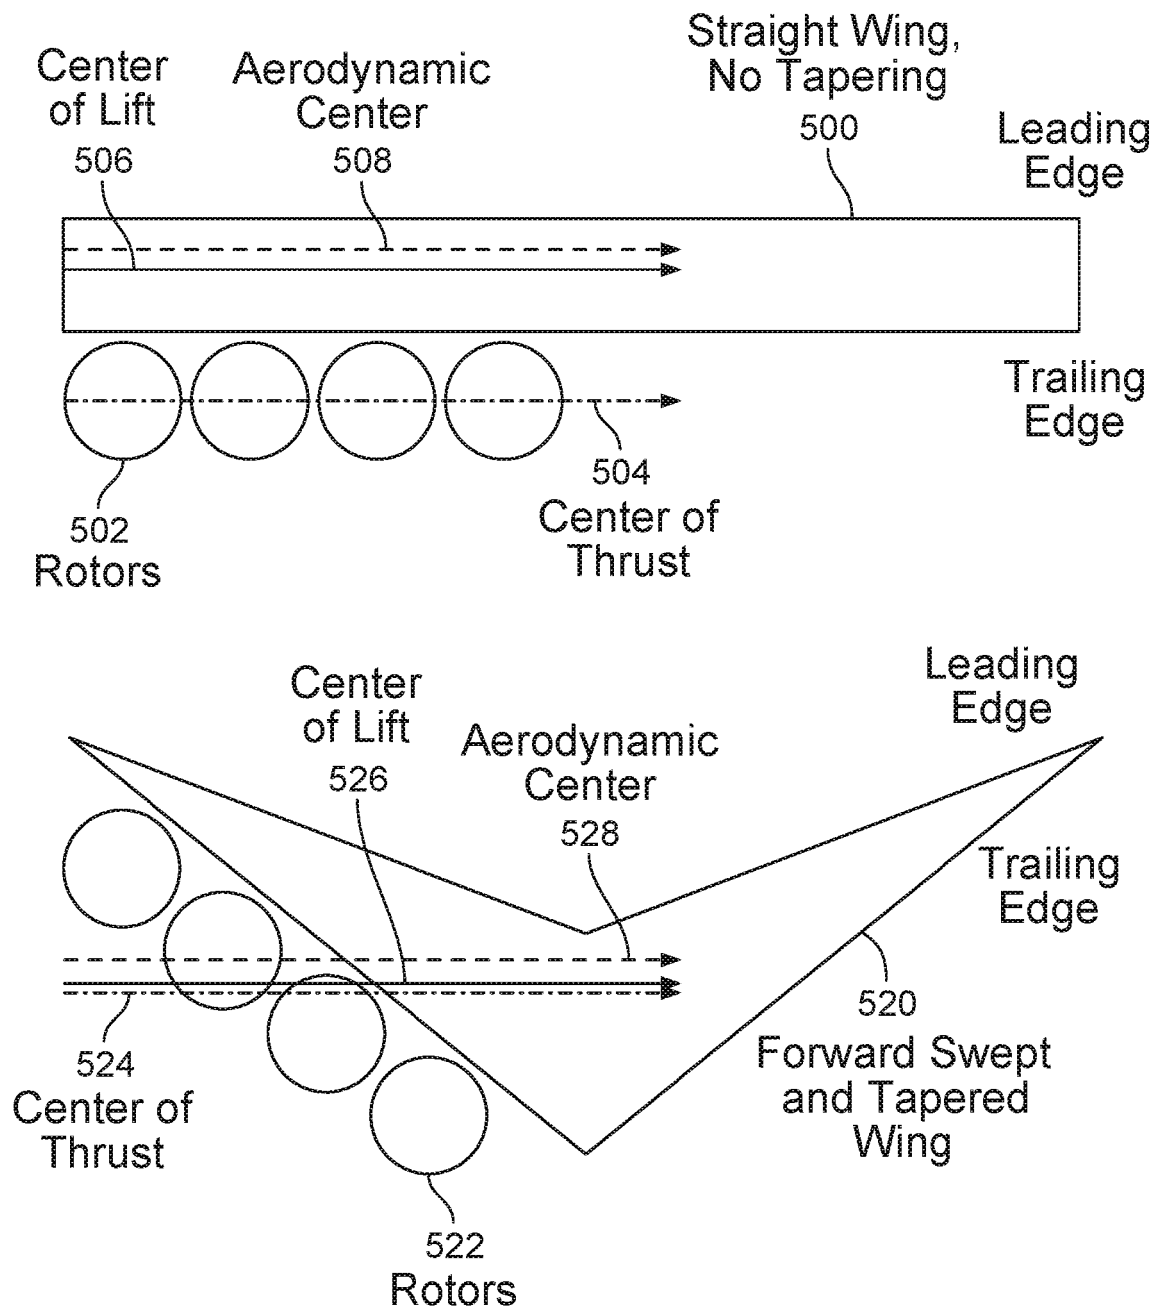 Straight Wing,
No Tapering
500
Center
of Lift
506
Aerodynamic
Center
508
Leading
Edge
Trailing
Edge
504
Center of
Thrust
502
Rotors
Leading
Edge
Center
of Lift
526
Aerodynamic
Center
528
Trailing
Edge
520
Forward Swept
and Tapered
Wing
524
Center of
Thrust
522
Rotors